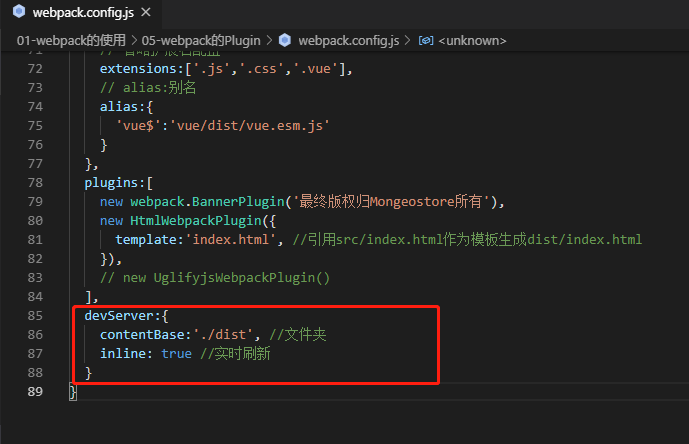 webpack.config.js
01-webpack的使用 > 05-webpack的Plugin > webpack.config.js > <unknown>
72 extensions:['.js','.css','.vue'],
73 // alias:别名
74 alias:{
75 'vue$':'vue/dist/vue.esm.js'
76 }
77 },
78 plugins:[
79 new webpack.BannerPlugin('最终版权归Mongeostore所有'),
80 new HtmlWebpackPlugin({
81 template:'index.html', //引用src/index.html作为模板生成dist/index.html
82 }),
83 // new UglifyjsWebpackPlugin()
84 ],
85 devServer:{
86 contentBase:'./dist', //文件夹
87 inline: true //实时刷新
88 }
89 }